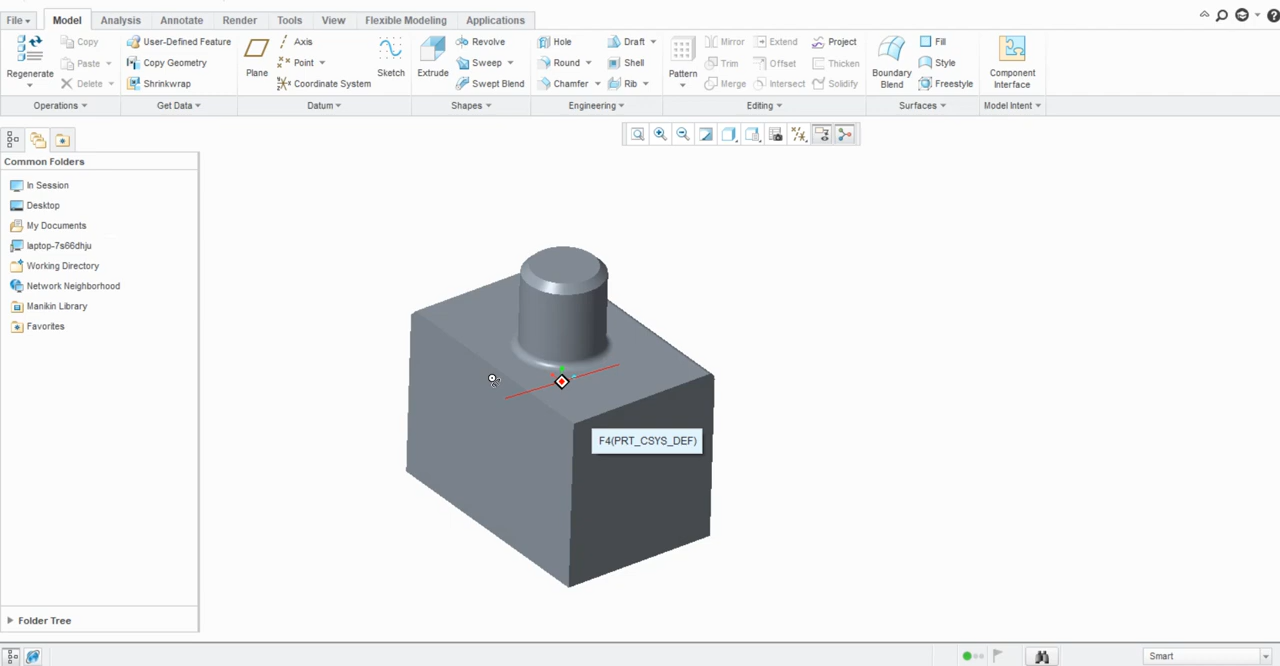 File Model Analysis Annotate Render Tools View Flexible Modeling Applications
Regenerate
Copy
Paste
Delete
Operations
User-Defined Feature
Copy Geometry
Shrinkwrap
Get Data
Plane
Axis
Point
Coordinate System
Sketch
Datum
Extrude
Revolve
Sweep
Swept Blend
Shapes
Hole
Round
Chamfer
Draft
Shell
Rib
Engineering
Pattern
Mirror
Trim
Merge
Extend
Offset
Intersect
Project
Thicken
Solidify
Editing
Boundary
Blend
Fill
Style
Freestyle
Surfaces
Component
Interface
Model Intent
Common Folders
In Session
Desktop
My Documents
laptop-7s66dhju
Working Directory
Network Neighborhood
Manikin Library
Favorites
F4(PRT_CSYS_DEF)
Folder Tree
Smart